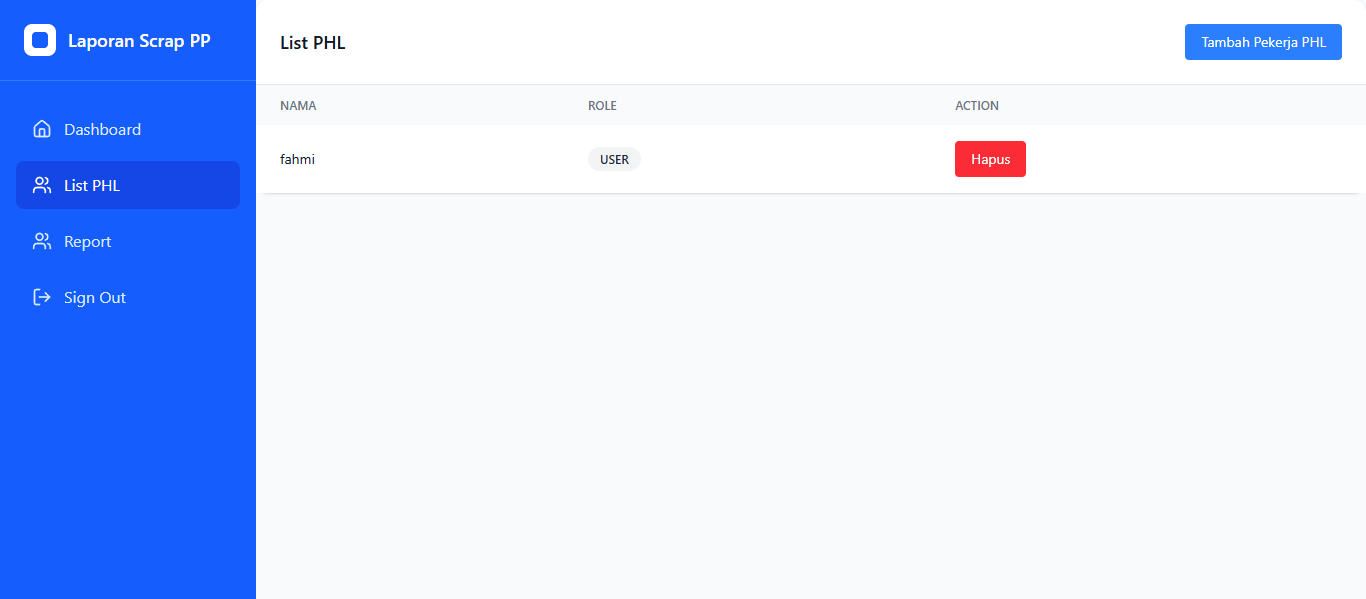 Laporan Scrap PP
Dashboard
List PHL
Report
Sign Out
List PHL
Tambah Pekerja PHL
NAMA ROLE ACTION
fahmi USER Hapus